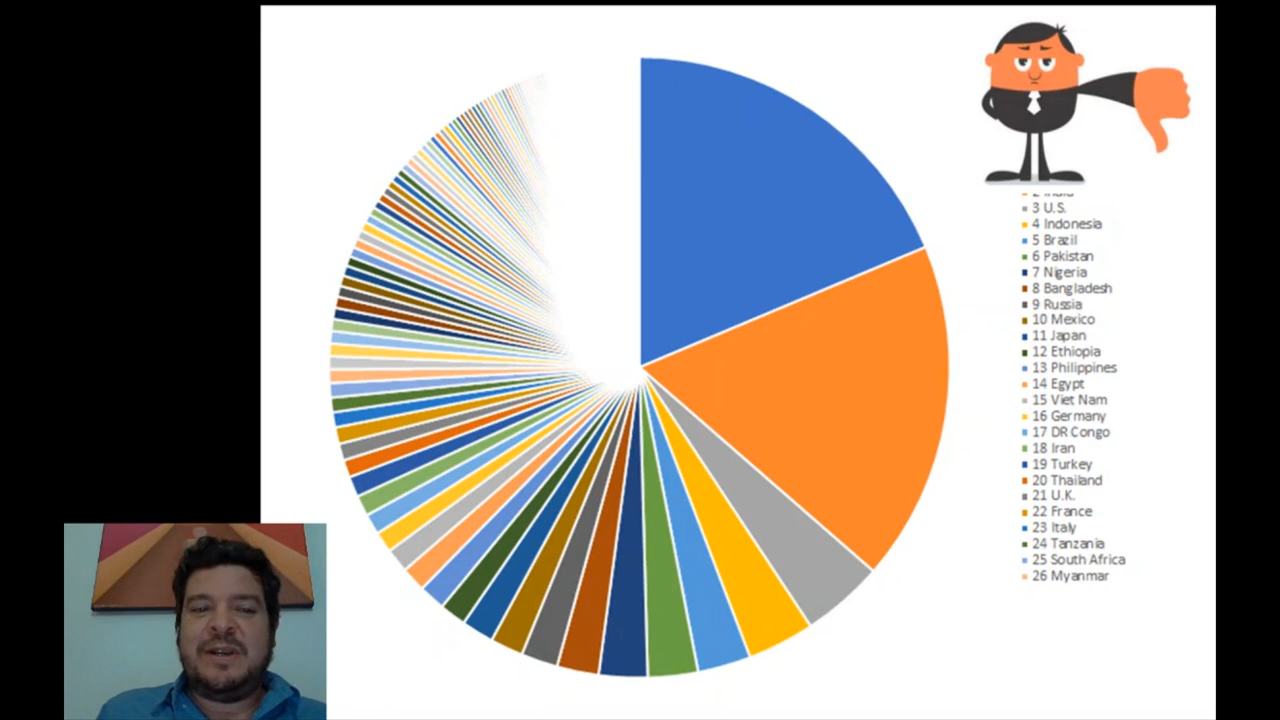 2 India
3 U.S.
4 Indonesia
5 Brazil
6 Pakistan
7 Nigeria
8 Bangladesh
9 Russia
10 Mexico
11 Japan
12 Ethiopia
13 Philippines
14 Egypt
15 Viet Nam
16 Germany
17 DR Congo
18 Iran
19 Turkey
20 Thailand
21 U.K.
22 France
23 Italy
24 Tanzania
25 South Africa
26 Myanmar